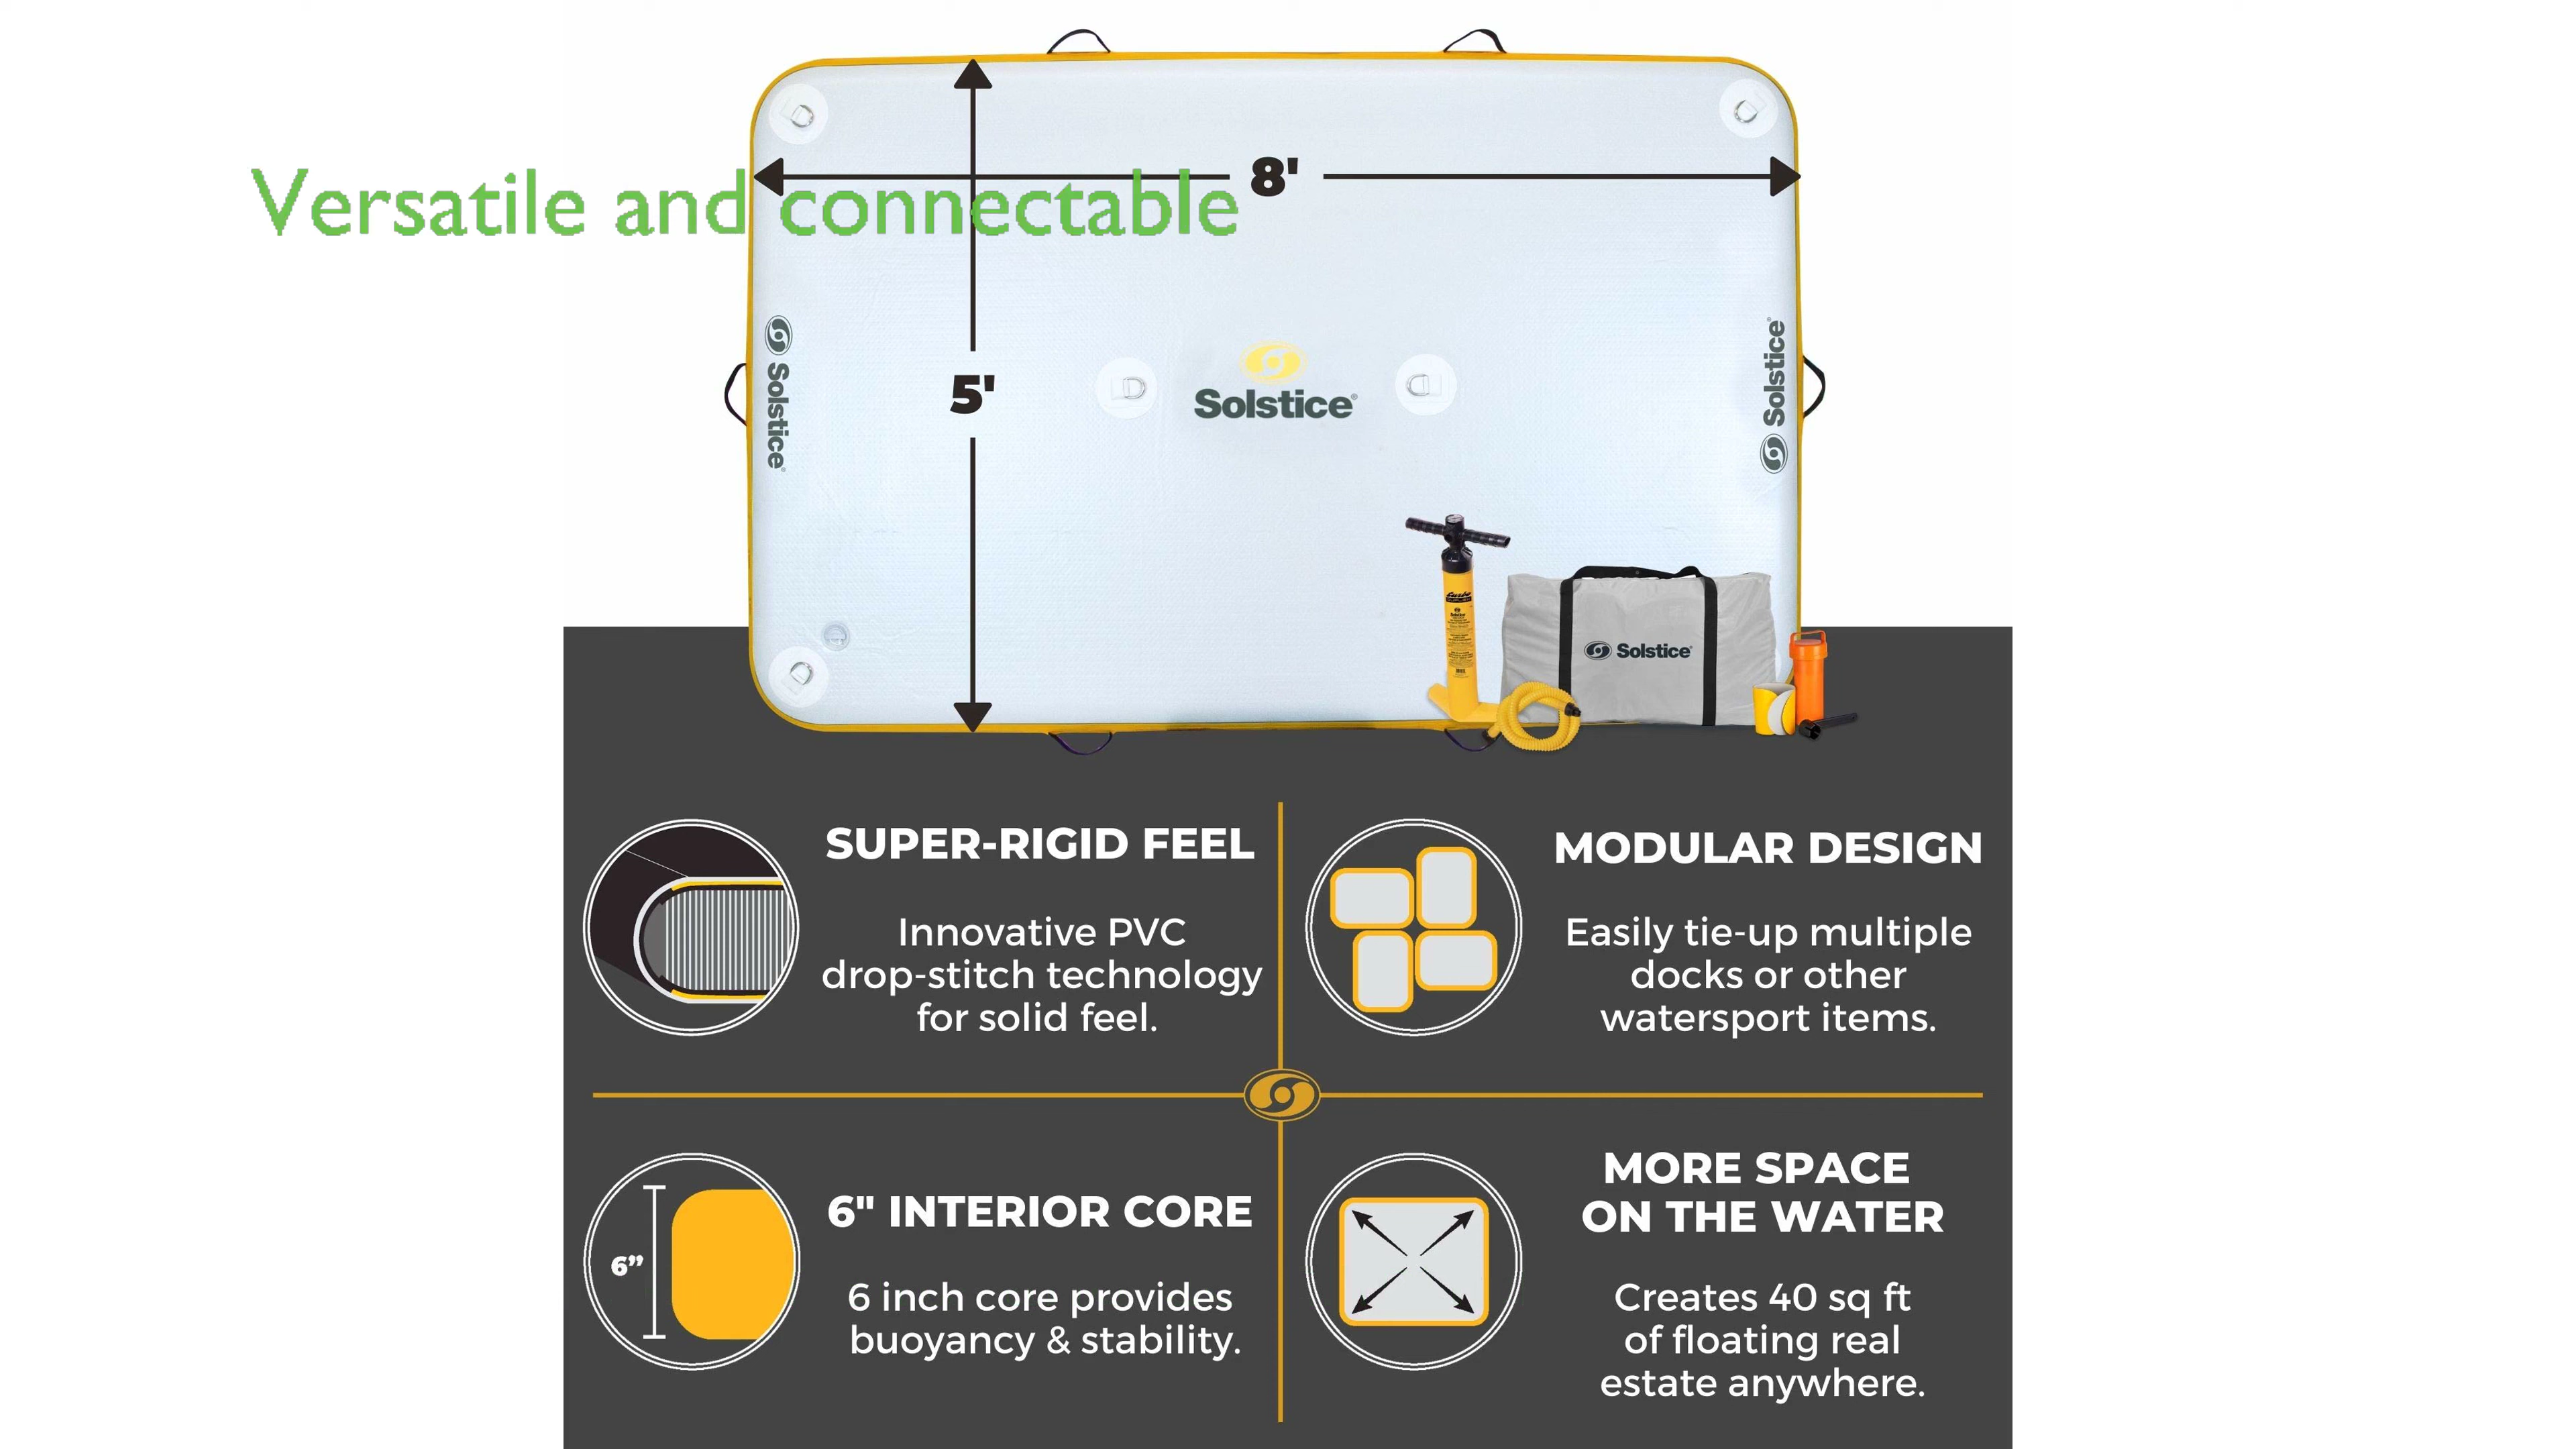 Versatile and connectable
8'
5'
Solstice
Solstice
Solstice
Solstice
SUPER-RIGID FEEL
Innovative PVC
drop-stitch technology
for solid feel.
MODULAR DESIGN
Easily tie-up multiple
docks or other
watersport items.
6" INTERIOR CORE
6”
6 inch core provides
buoyancy & stability.
MORE SPACE
ON THE WATER
Creates 40 sq ft
of floating real
estate anywhere.